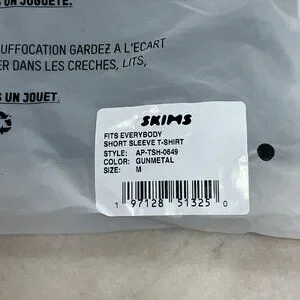 UN JOUGUETE.
SUFFOCATION GARDEZ A L'ECART
ER DANS LES CRECHES, LITS,
S UN JOUET.
SKIMS
FITS EVERYBODY
SHORT SLEEVE T-SHIRT
STYLE: AP-TSH-0649
COLOR: GUNMETAL
SIZE: M
1 97128 51325 0